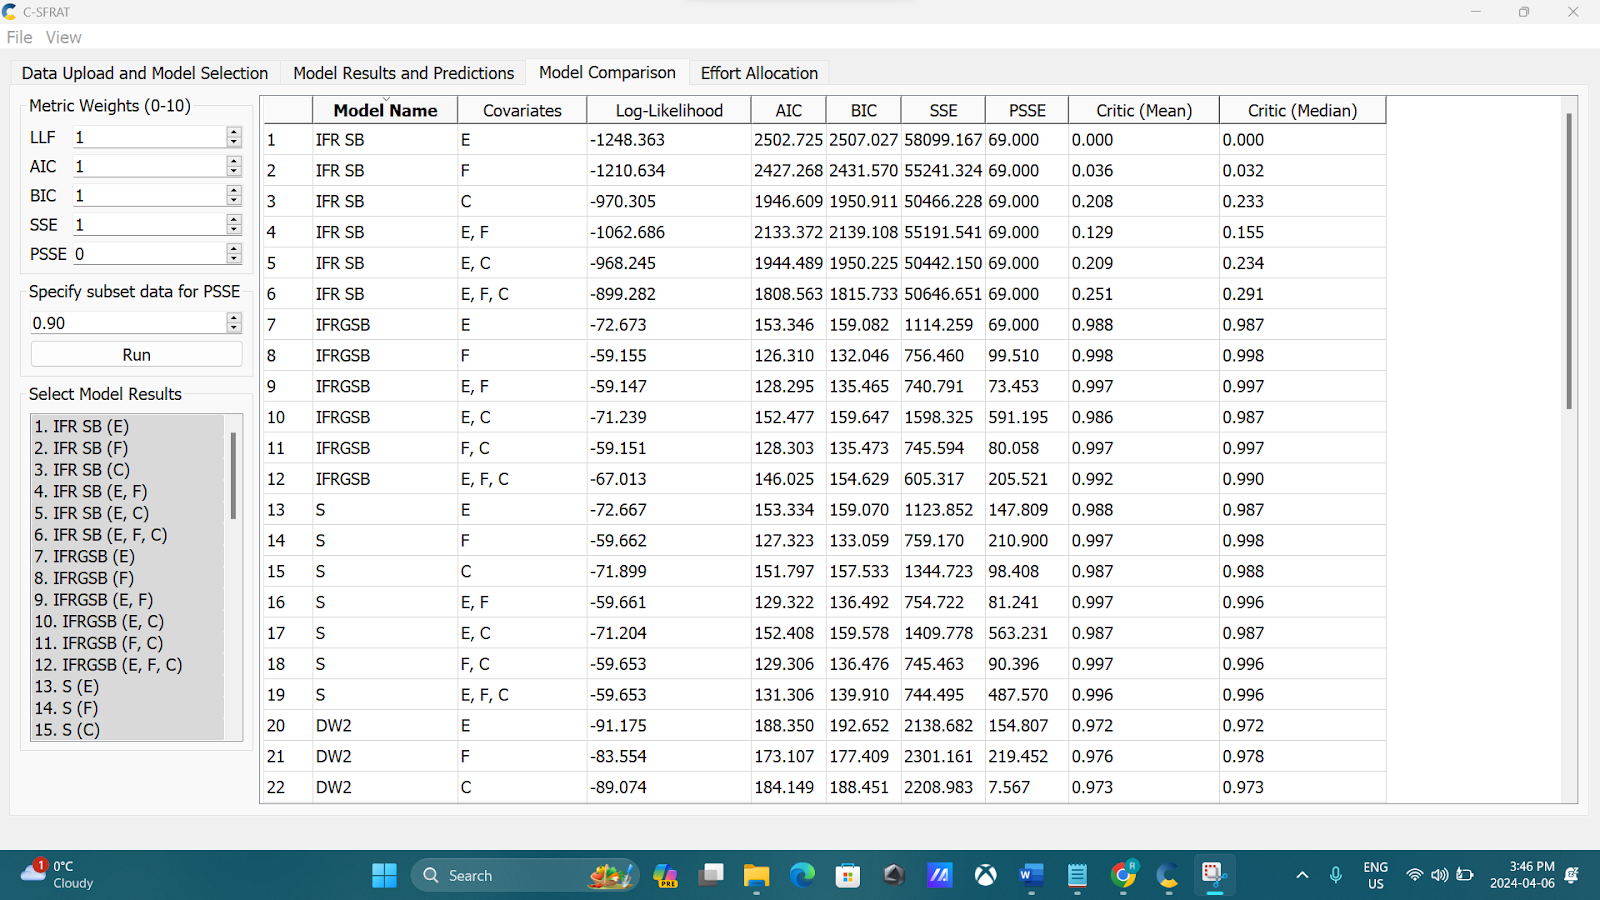 C-SFRAT
File View
Data Upload and Model Selection Model Results and Predictions Model Comparison Effort Allocation
Metric Weights (0-10)
LLF 1
AIC 1
BIC 1
SSE 1
PSSE 0
Specify subset data for PSSE
0.90
Run
Select Model Results
1. IFR SB (E)
2. IFR SB (F)
3. IFR SB (C)
4. IFR SB (E, F)
5. IFR SB (E, C)
6. IFR SB (E, F, C)
7. IFRGSB (E)
8. IFRGSB (F)
9. IFRGSB (E, F)
10. IFRGSB (E, C)
11. IFRGSB (F, C)
12. IFRGSB (E, F, C)
13. S (E)
14. S (F)
15. S (C)
Model Name Covariates Log-Likelihood AIC BIC SSE PSSE Critic (Mean) Critic (Median)
1 IFR SB E -1248.363 2502.725 2507.027 58099.167 69.000 0.000 0.000
2 IFR SB F -1210.634 2427.268 2431.570 55241.324 69.000 0.036 0.032
3 IFR SB C -970.305 1946.609 1950.911 50466.228 69.000 0.208 0.233
4 IFR SB E, F -1062.686 2133.372 2139.108 55191.541 69.000 0.129 0.155
5 IFR SB E, C -968.245 1944.489 1950.225 50442.150 69.000 0.209 0.234
6 IFR SB E, F, C -899.282 1808.563 1815.733 50646.651 69.000 0.251 0.291
7 IFRGSB E -72.673 153.346 159.082 1114.259 69.000 0.988 0.987
8 IFRGSB F -59.155 126.310 132.046 756.460 99.510 0.998 0.998
9 IFRGSB E, F -59.147 128.295 135.465 740.791 73.453 0.997 0.997
10 IFRGSB E, C -71.239 152.477 159.647 1598.325 591.195 0.986 0.987
11 IFRGSB F, C -59.151 128.303 135.473 745.594 80.058 0.997 0.997
12 IFRGSB E, F, C -67.013 146.025 154.629 605.317 205.521 0.992 0.990
13 S E -72.667 153.334 159.070 1123.852 147.809 0.988 0.987
14 S F -59.662 127.323 133.059 759.170 210.900 0.997 0.998
15 S C -71.899 151.797 157.533 1344.723 98.408 0.987 0.988
16 S E, F -59.661 129.322 136.492 754.722 81.241 0.997 0.996
17 S E, C -71.204 152.408 159.578 1409.778 563.231 0.987 0.987
18 S F, C -59.653 129.306 136.476 745.463 90.396 0.997 0.996
19 S E, F, C -59.653 131.306 139.910 744.495 487.570 0.996 0.996
20 DW2 E -91.175 188.350 192.652 2138.682 154.807 0.972 0.972
21 DW2 F -83.554 173.107 177.409 2301.161 219.452 0.976 0.978
22 DW2 C -89.074 184.149 188.451 2208.983 7.567 0.973 0.973
1
0°C
Cloudy
Search
PRE
R
ENG
US
3:46 PM
2024-04-06